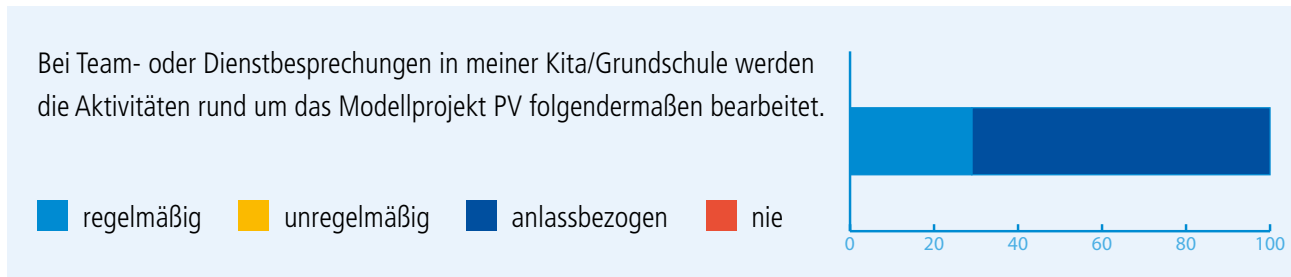 Bei Team- oder Dienstbesprechungen in meiner Kita/Grundschule werden
die Aktivitäten rund um das Modellprojekt PV folgendermaßen bearbeitet.
regelmäßig unregelmäßig anlassbezogen nie
0 20 40 60 80 100